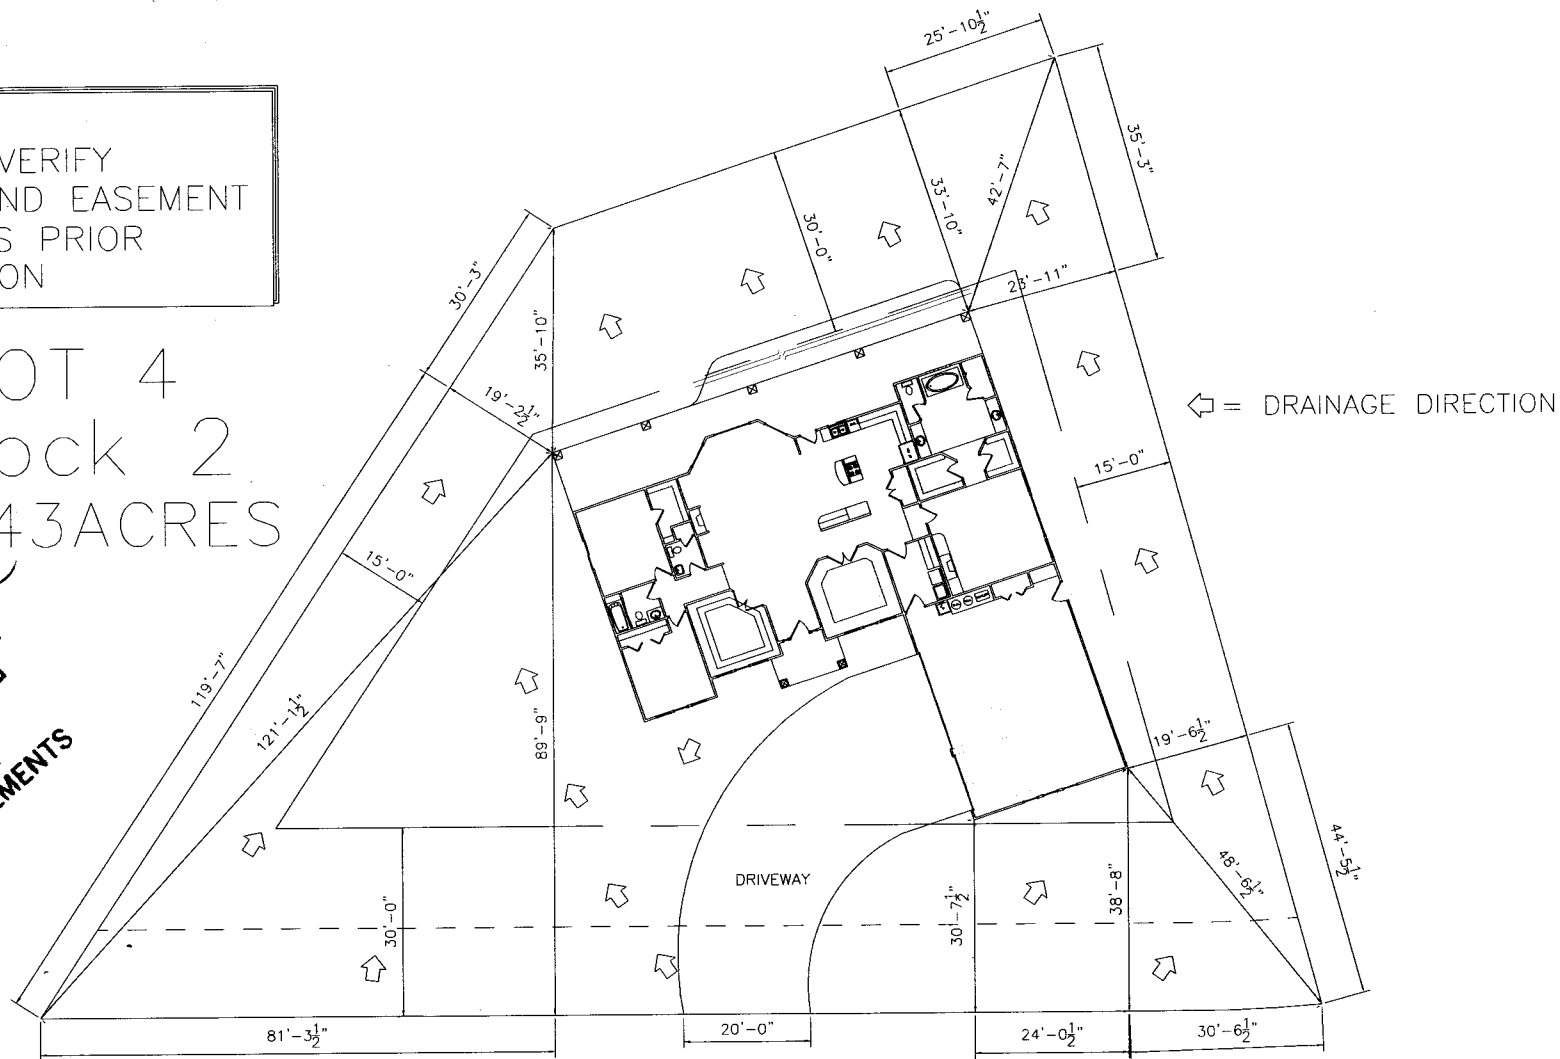 VERIFY
ND EASEMENT
S PRIOR
ON
OT 4
ock 2
43ACRES
EMENTS
25'-10½"
35'-3"
42'-7"
33'-10"
30'-0"
23'-11"
30'-3"
35'-10"
19'-2½"
⇦ = DRAINAGE DIRECTION
15'-0"
15'-0"
119'-7"
121'-1½"
89'-9"
19'-6½"
44'-5½"
48'-6½"
DRIVEWAY
30'-0"
30'-7½"
38'-8"
81'-3½"
20'-0"
24'-0½"
30'-6½"